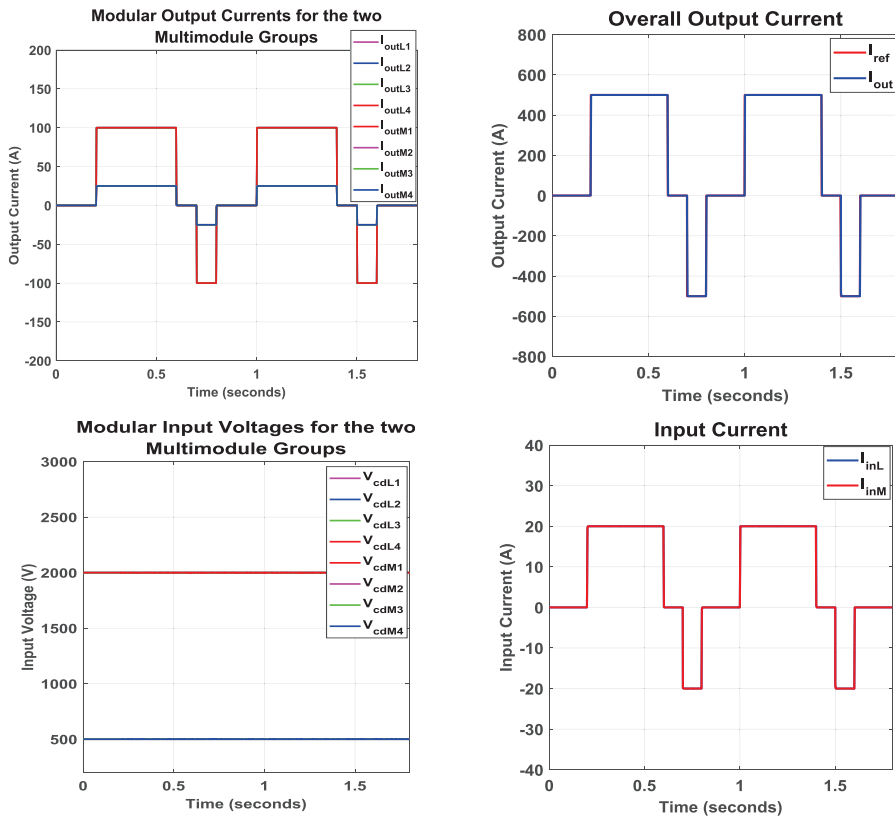 Modular Output Currents for the two
Multimodule Groups
200
150
100
50
0
-50
-100
-150
-200
0
0.5
1
1.5
Output Current (A)
Time (seconds)
IoutL1
IoutL2
IoutL3
IoutL4
IoutM1
IoutM2
IoutM3
IoutM4
Overall Output Current
800
600
400
200
0
-200
-400
-600
-800
0
0.5
1
1.5
Output Current (A)
Time (seconds)
Iref
Iout
Modular Input Voltages for the two
Multimodule Groups
3000
2500
2000
1500
1000
500
0
0.5
1
1.5
Input Voltage (V)
Time (seconds)
VcdL1
VcdL2
VcdL3
VcdL4
VcdM1
VcdM2
VcdM3
VcdM4
Input Current
40
30
20
10
0
-10
-20
-30
-40
0
0.5
1
1.5
Input Current (A)
Time (seconds)
IinL
IinM